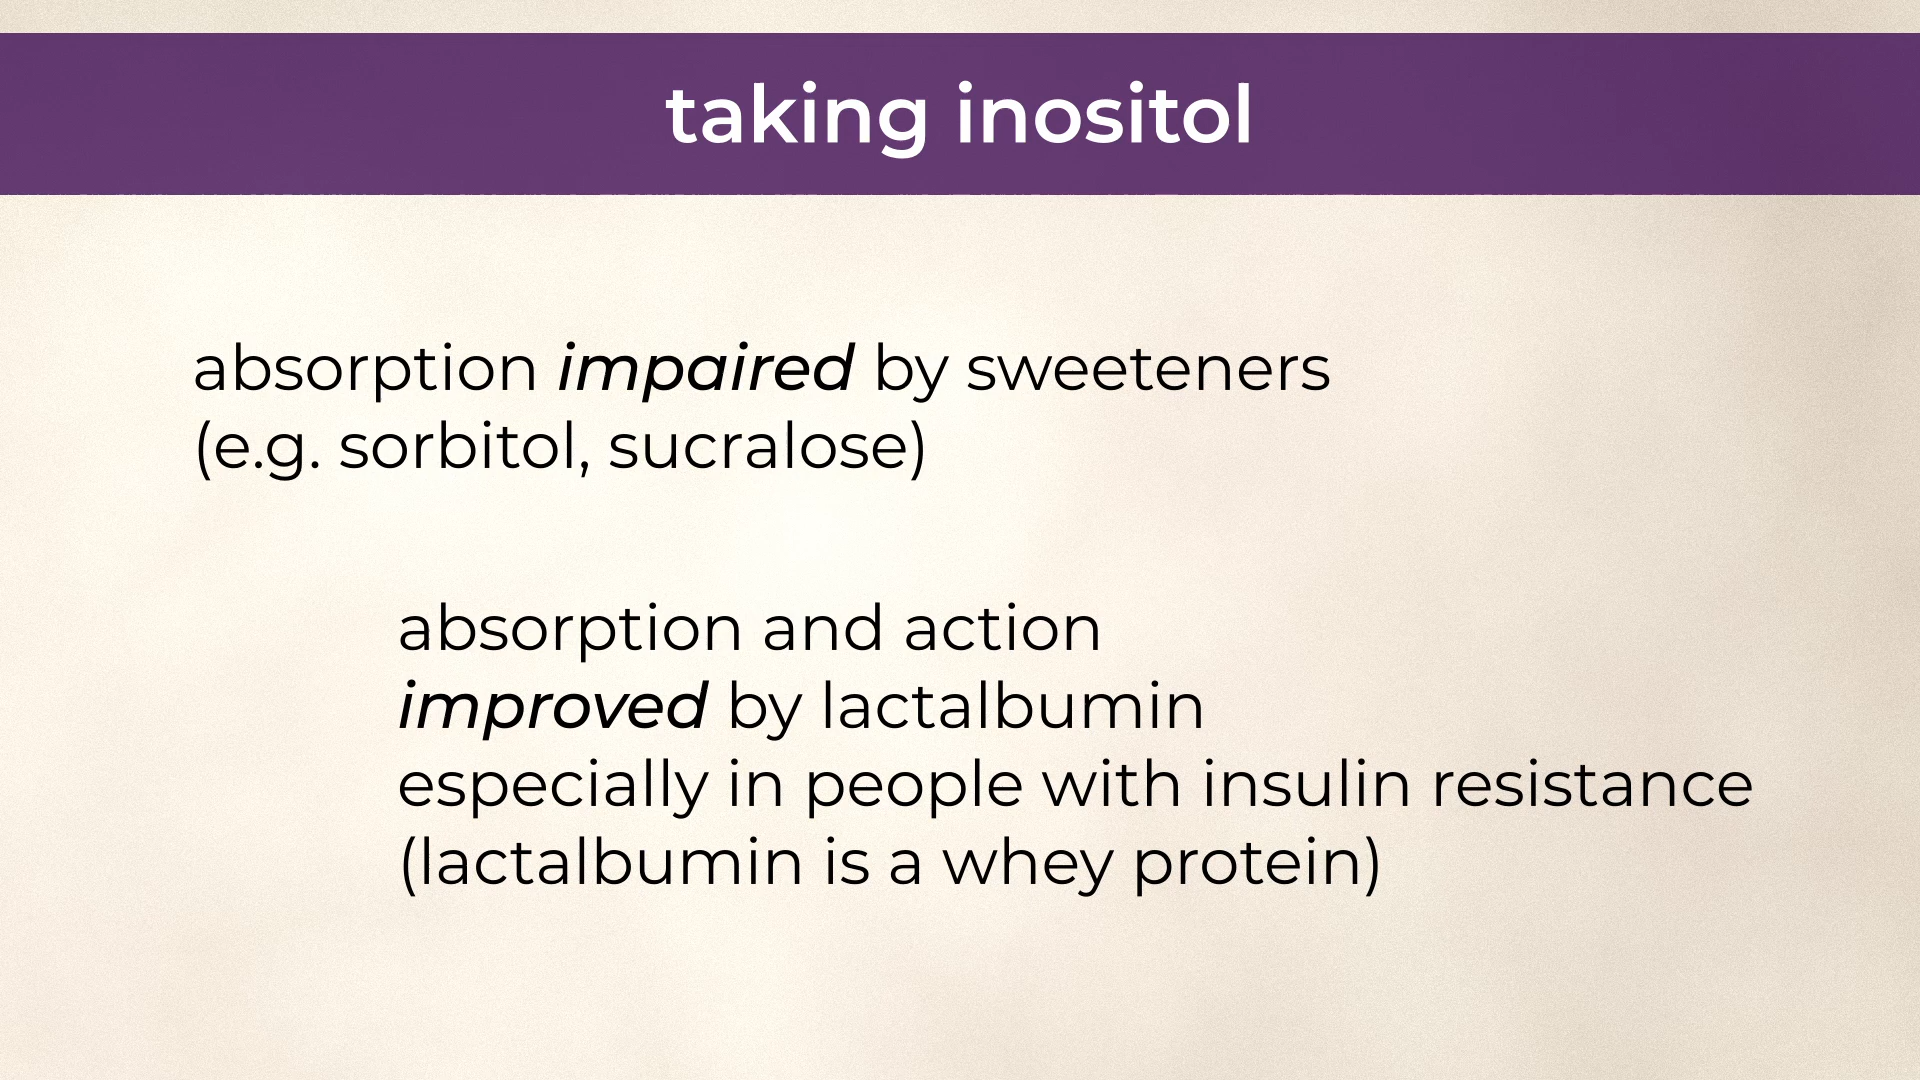 taking inositol
absorption impaired by sweeteners
(e.g. sorbitol, sucralose)
absorption and action
improved by lactalbumin
especially in people with insulin resistance
(lactalbumin is a whey protein)